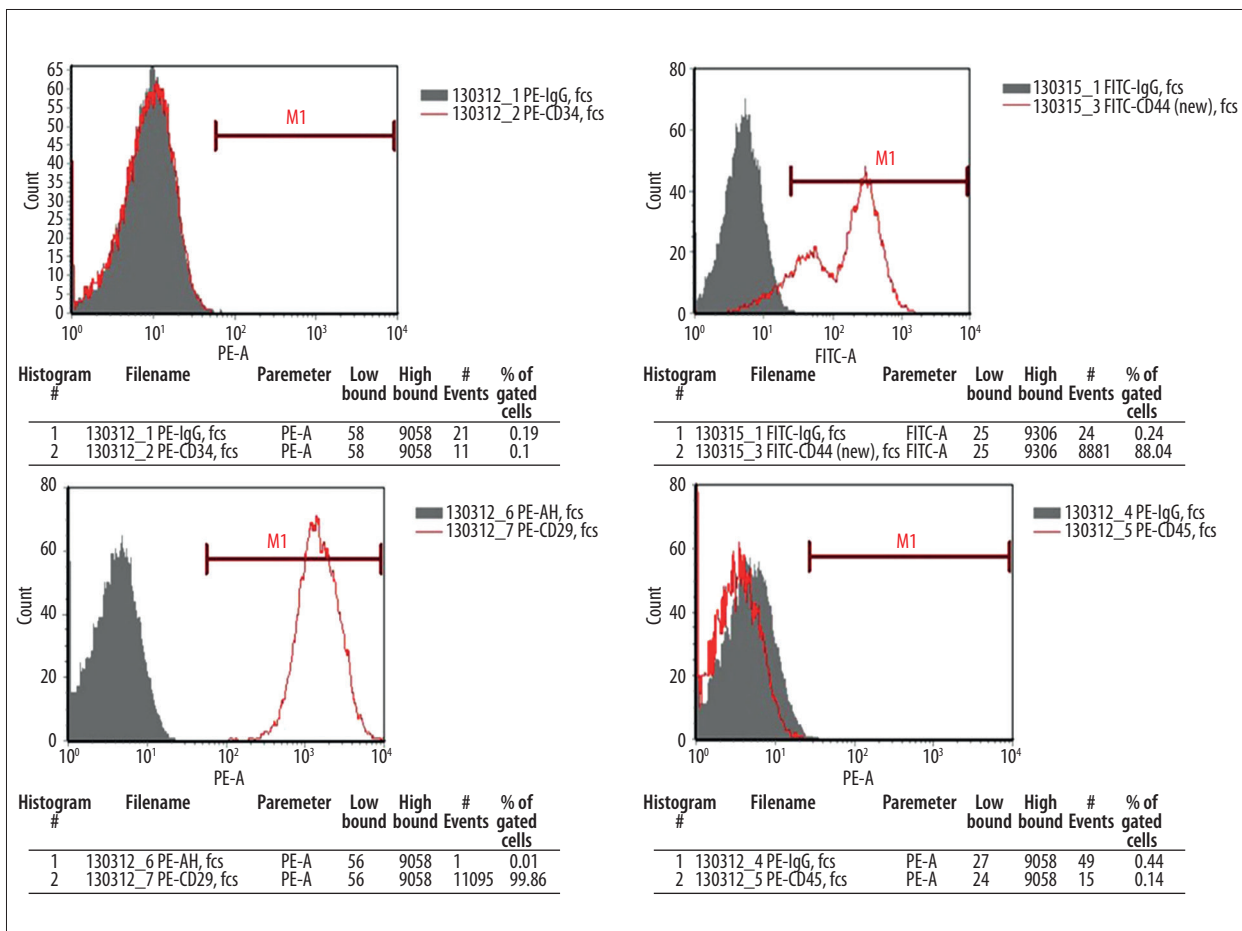 65
60
55
50
45
40
35
30
25
20
15
10
5
0
Count
M1
10⁰ 10¹ 10² 10³ 10⁴
PE-A
130312_1 PE-IgG, fcs
130312_2 PE-CD34, fcs
Histogram # Filename Paremeter Low bound High bound # Events % of gated cells
1 130312_1 PE-IgG, fcs PE-A 58 9058 21 0.19
2 130312_2 PE-CD34, fcs PE-A 58 9058 11 0.1
80
60
40
20
0
Count
M1
10⁰ 10¹ 10² 10³ 10⁴
FITC-A
130315_1 FITC-IgG, fcs
130315_3 FITC-CD44 (new), fcs
Histogram # Filename Paremeter Low bound High bound # Events % of gated cells
1 130315_1 FITC-IgG, fcs FITC-A 25 9306 24 0.24
2 130315_3 FITC-CD44 (new), fcs FITC-A 25 9306 8881 88.04
80
60
40
20
0
Count
M1
10⁰ 10¹ 10² 10³ 10⁴
PE-A
130312_6 PE-AH, fcs
130312_7 PE-CD29, fcs
Histogram # Filename Paremeter Low bound High bound # Events % of gated cells
1 130312_6 PE-AH, fcs PE-A 56 9058 1 0.01
2 130312_7 PE-CD29, fcs PE-A 56 9058 11095 99.86
80
60
40
20
0
Count
M1
10⁰ 10¹ 10² 10³ 10⁴
PE-A
130312_4 PE-IgG, fcs
130312_5 PE-CD45, fcs
Histogram # Filename Paremeter Low bound High bound # Events % of gated cells
1 130312_4 PE-IgG, fcs PE-A 27 9058 49 0.44
2 130312_5 PE-CD45, fcs PE-A 24 9058 15 0.14